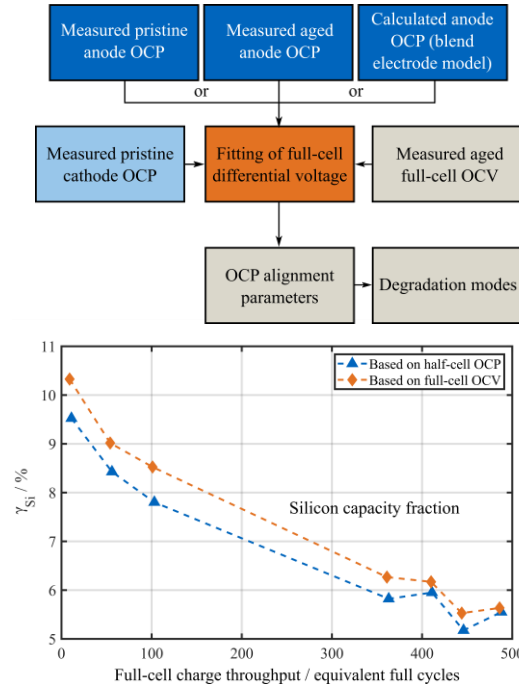 Measured pristine
anode OCP
Measured aged
anode OCP
Calculated anode
OCP (blend
electrode model)
or
or
Measured pristine
cathode OCP
Fitting of full-cell
differential voltage
Measured aged
full-cell OCV
OCP alignment
parameters
Degradation modes
11
10
9
8
7
6
5
γSi / %
Based on half-cell OCP
Based on full-cell OCV
Silicon capacity fraction
0
100
200
300
400
500
Full-cell charge throughput / equivalent full cycles